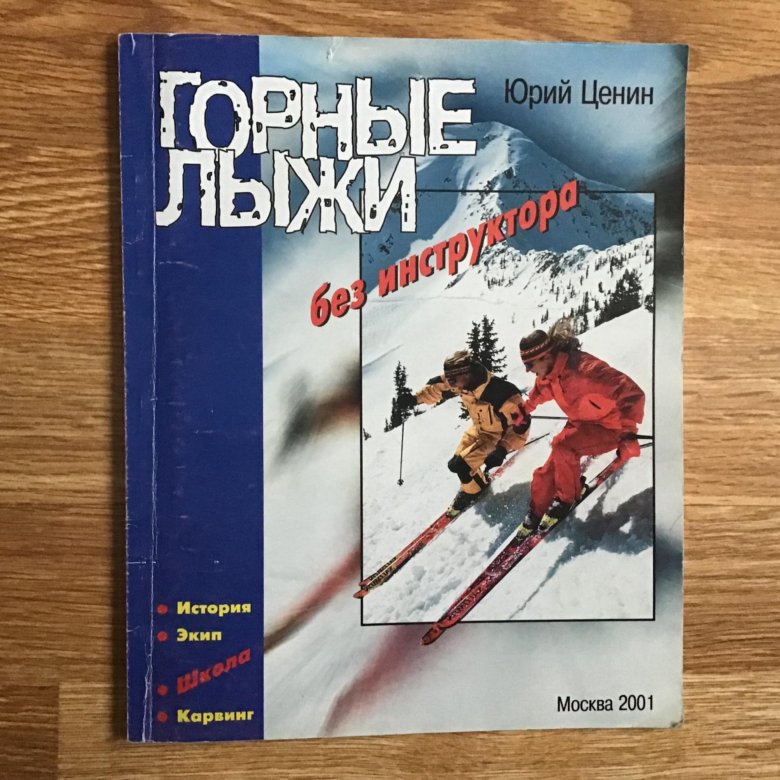 Юрий Ценин
ГОРНЫЕ
ЛЫЖИ
без инструктора
История
Экип
Школа
Карвинг
Москва 2001